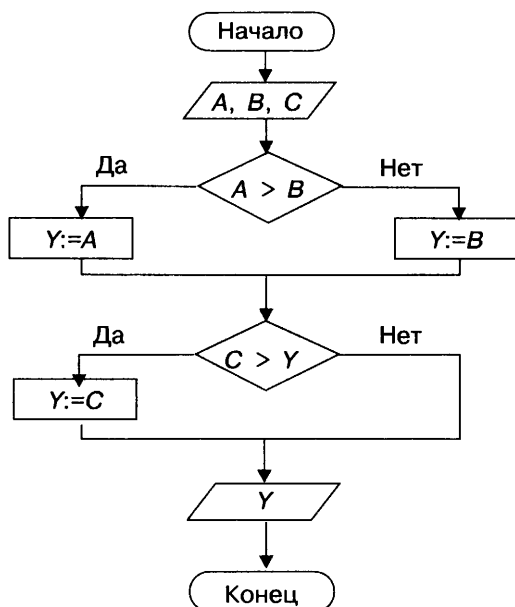 Начало
A, B, C
Да
A > B
Нет
Y:=A
Y:=B
Да
C > Y
Нет
Y:=C
Y
Конец